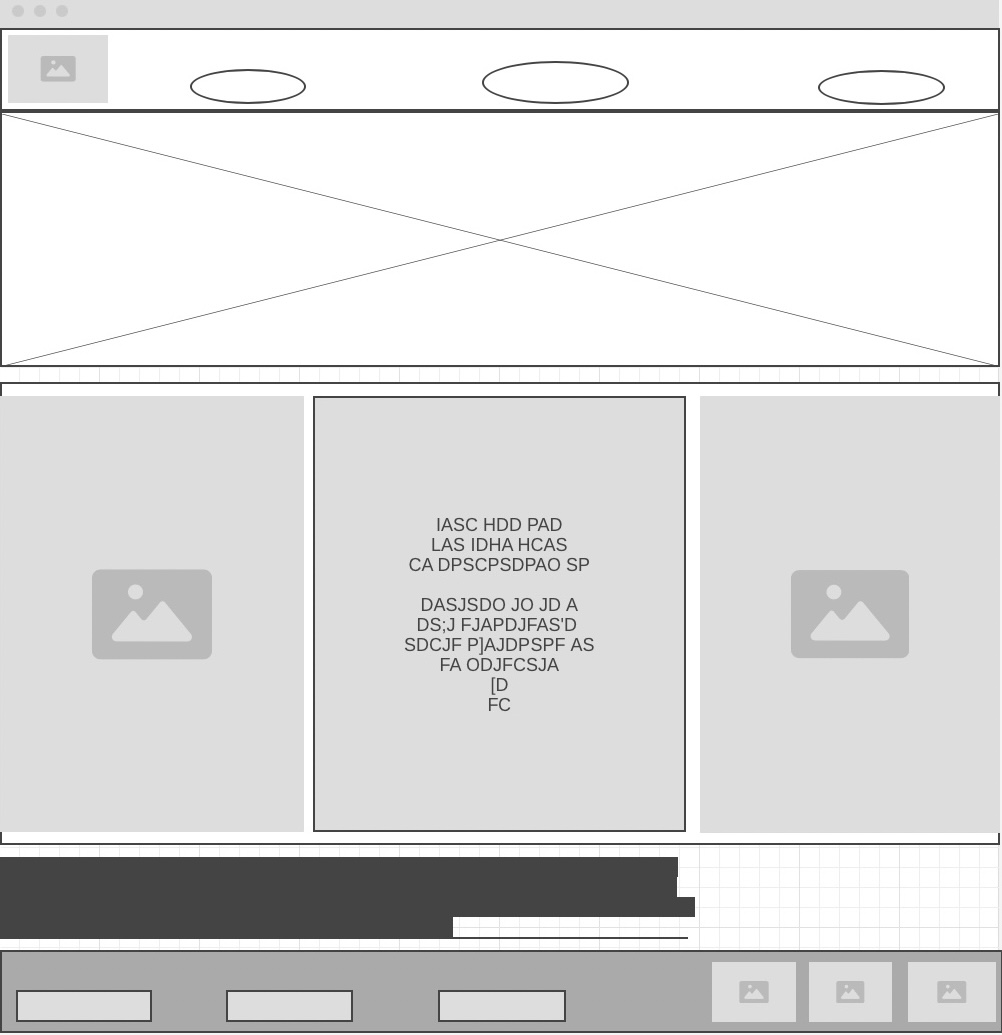 IASC HDD PAD
LAS IDHA HCAS
CA DPSCPSDPAO SP
DASJSDO JO JD A
DS;J FJAPDJFAS'D
SDCJF P]AJDPSPF AS
FA ODJFCSJA
[D
FC